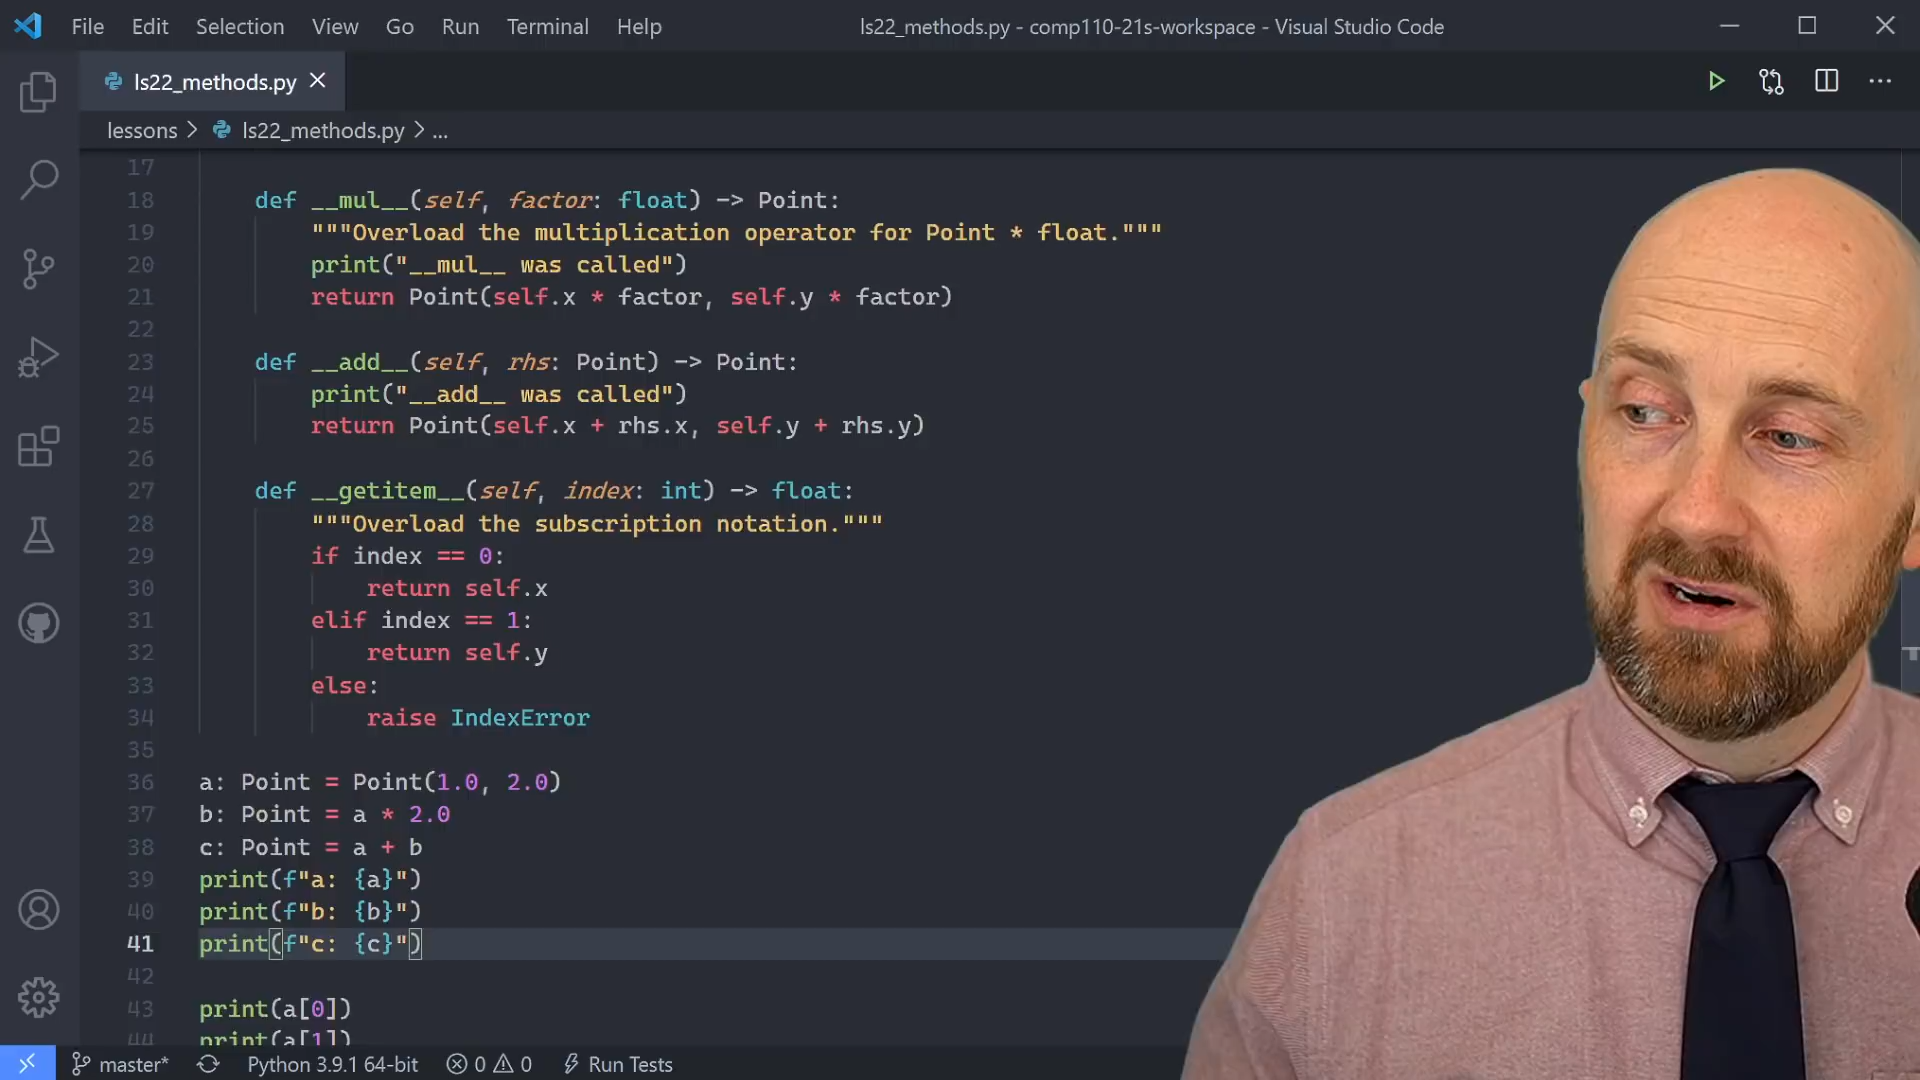 File Edit Selection View Go Run Terminal Help ls22_methods.py - comp110-21s-workspace - Visual Studio Code
ls22_methods.py
lessons > ls22_methods.py > ...
17
18 def __mul__(self, factor: float) -> Point:
19 """Overload the multiplication operator for Point * float."""
20 print("__mul__ was called")
21 return Point(self.x * factor, self.y * factor)
22
23 def __add__(self, rhs: Point) -> Point:
24 print("__add__ was called")
25 return Point(self.x + rhs.x, self.y + rhs.y)
26
27 def __getitem__(self, index: int) -> float:
28 """Overload the subscription notation."""
29 if index == 0:
30 return self.x
31 elif index == 1:
32 return self.y
33 else:
34 raise IndexError
35
36 a: Point = Point(1.0, 2.0)
37 b: Point = a * 2.0
38 c: Point = a + b
39 print(f"a: {a}")
40 print(f"b: {b}")
41 print(f"c: {c}")
42
43 print(a[0])
44 print(a[1])
master* Python 3.9.1 64-bit 0 0 Run Tests